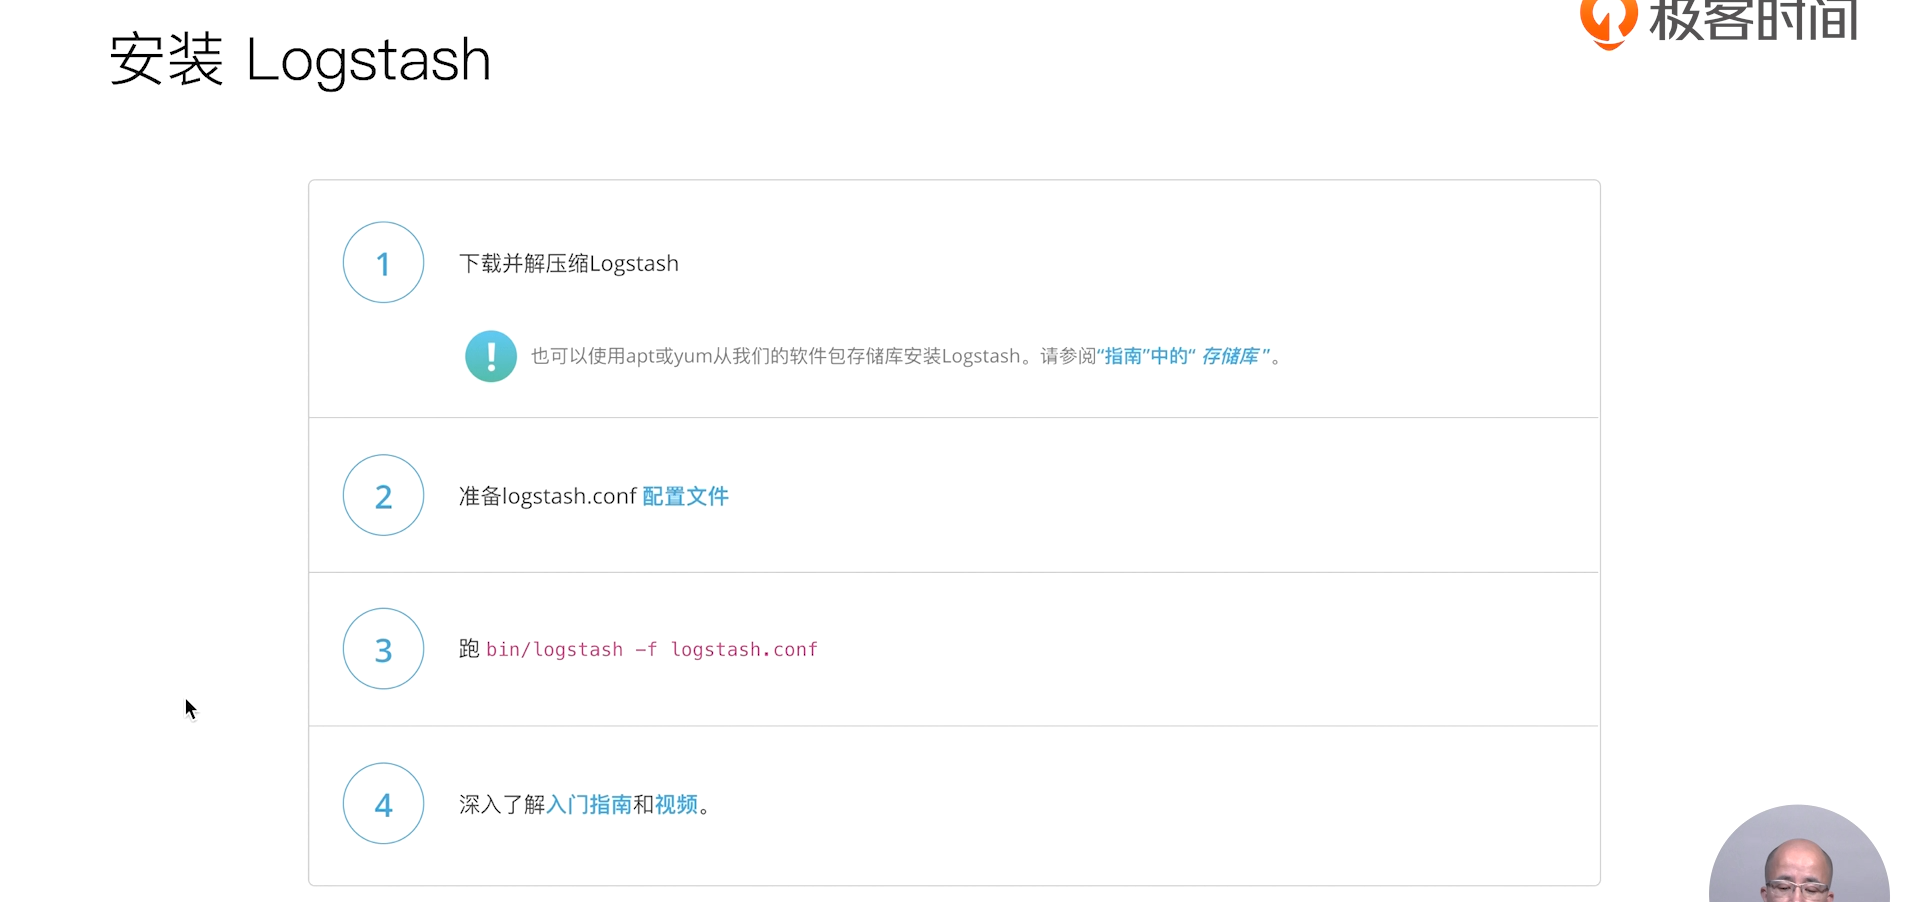 极客时间
安装 Logstash
1
下载并解压缩Logstash
! 也可以使用apt或yum从我们的软件包存储库安装Logstash。请参阅“指南”中的“ 存储库 ”。
2
准备logstash.conf 配置文件
3
跑 bin/logstash -f logstash.conf
4
深入了解入门指南和视频。